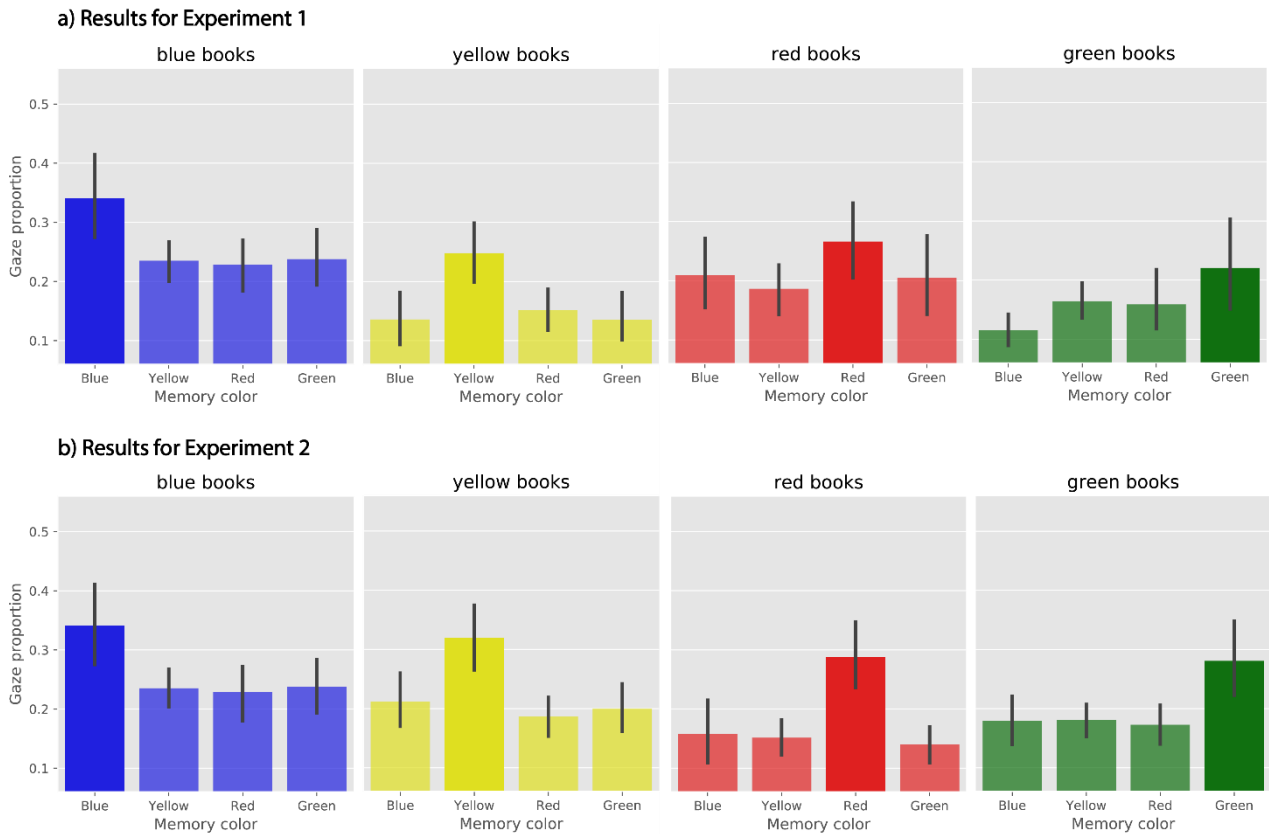 a) Results for Experiment 1
blue books yellow books red books green books
Gaze proportion
0.5
0.4
0.3
0.2
0.1
Blue Yellow Red Green Blue Yellow Red Green Blue Yellow Red Green Blue Yellow Red Green
Memory color Memory color Memory color Memory color
b) Results for Experiment 2
blue books yellow books red books green books
Gaze proportion
0.5
0.4
0.3
0.2
0.1
Blue Yellow Red Green Blue Yellow Red Green Blue Yellow Red Green Blue Yellow Red Green
Memory color Memory color Memory color Memory color